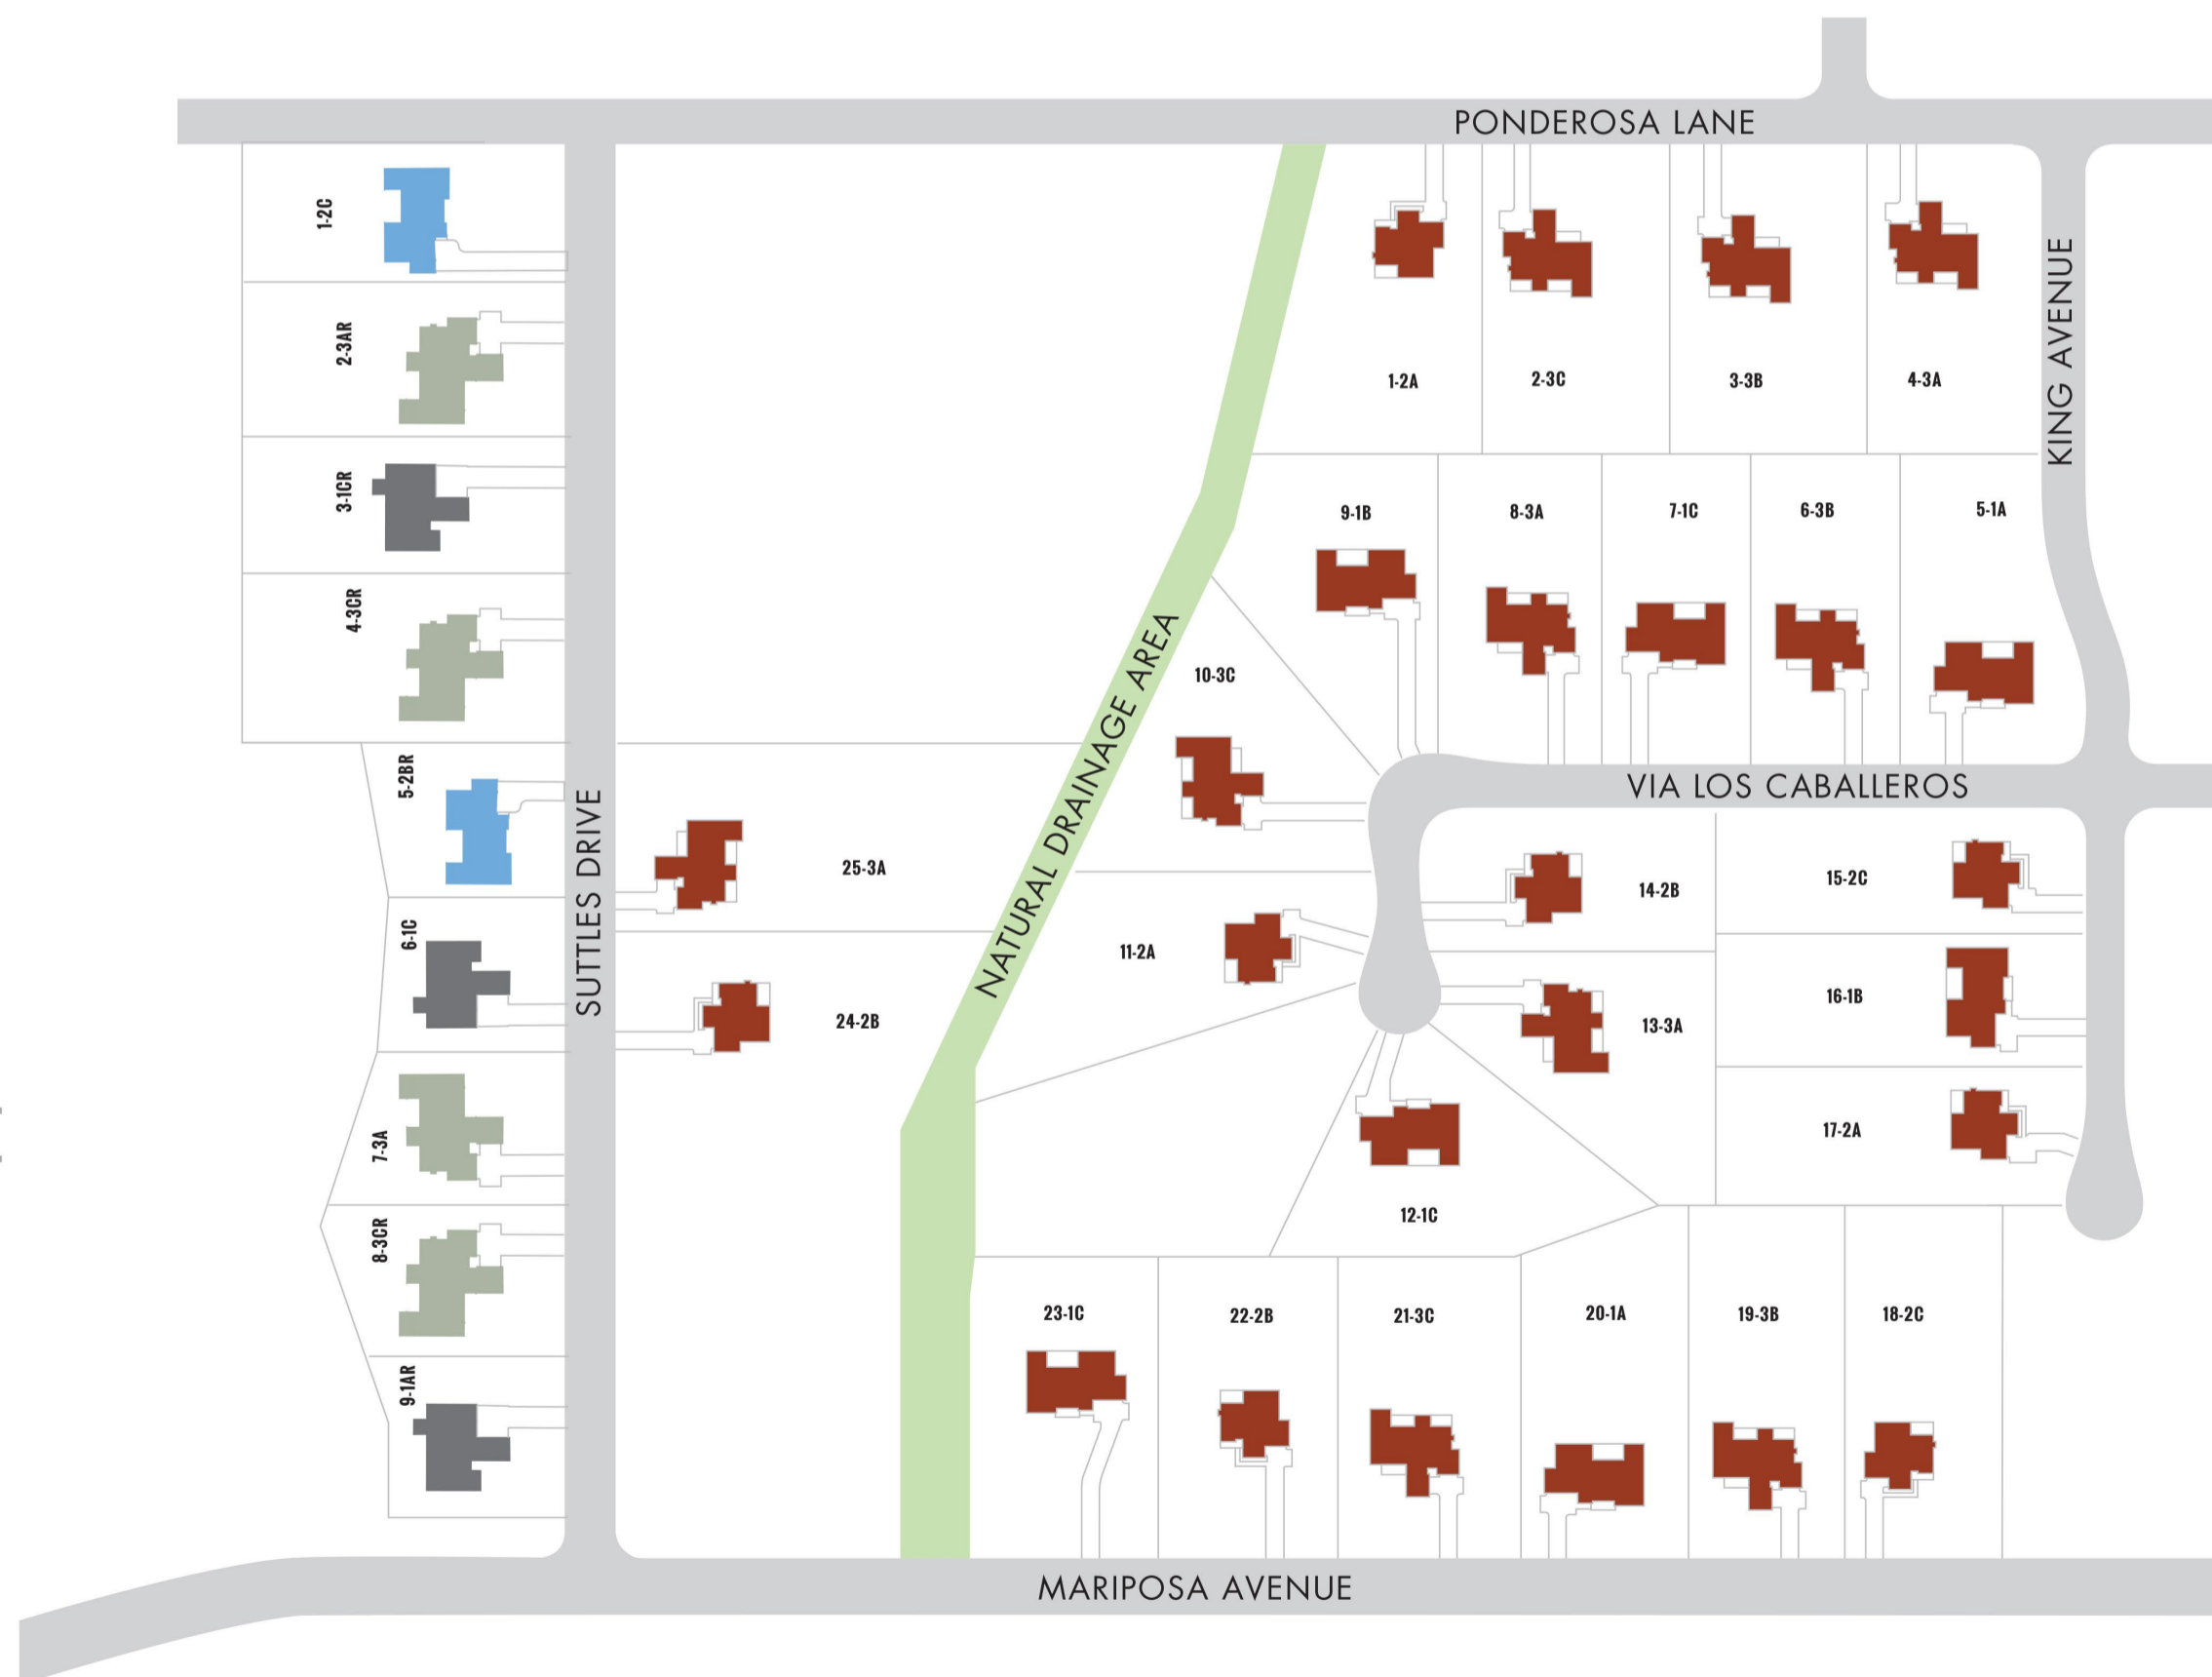 PONDEROSA LANE
1-2C
2-3AR
3-1CR
4-3CR
5-2BR
6-1C
7-3A
8-3CR
9-1AR
SUTTLES DRIVE
25-3A
24-2B
NATURAL DRAINAGE AREA
1-2A
2-3C
3-3B
4-3A
KING AVENUE
9-1B
8-3A
7-1C
6-3B
5-1A
10-3C
VIA LOS CABALLEROS
11-2A
14-2B
15-2C
13-3A
16-1B
17-2A
12-1C
23-1C
22-2B
21-3C
20-1A
19-3B
18-2C
MARIPOSA AVENUE